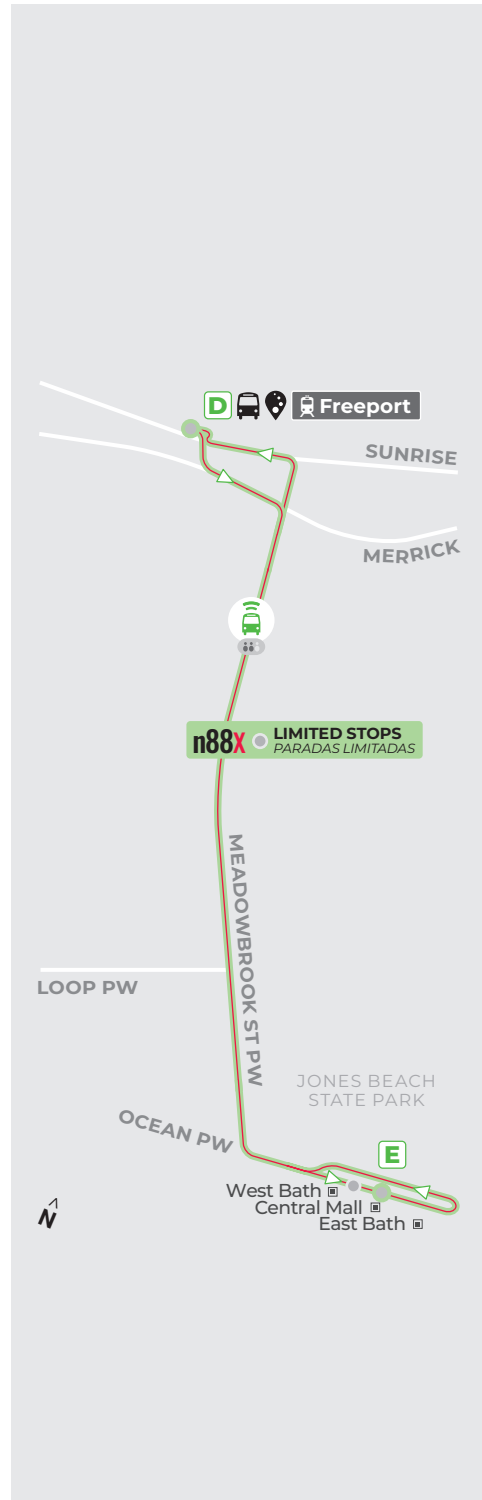 D Freeport
SUNRISE
MERRICK
n88X LIMITED STOPS
PARADAS LIMITADAS
MEADOWBROOK ST PW
LOOP PW
JONES BEACH
STATE PARK
OCEAN PW
E
West Bath
Central Mall
East Bath
N